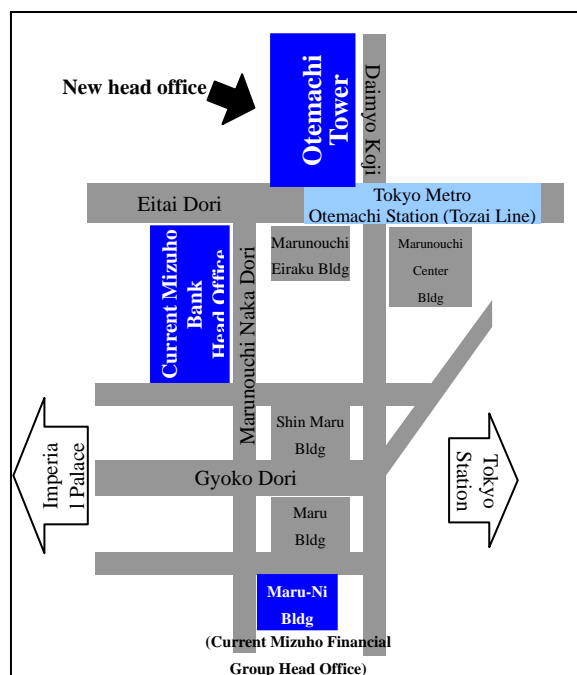 New head office
Otemachi
Tower
Daimyo Koji
Eitai Dori
Tokyo Metro
Otemachi Station (Tozai Line)
Current Mizuho
Bank
Head Office
Marunouchi Naka Dori
Marunouchi
Eiraku Bldg
Marunouchi
Center
Bldg
Shin Maru
Bldg
Imperia
l Palace
Gyoko Dori
Tokyo
Station
Maru
Bldg
Maru-Ni
Bldg
(Current Mizuho Financial
Group Head Office)